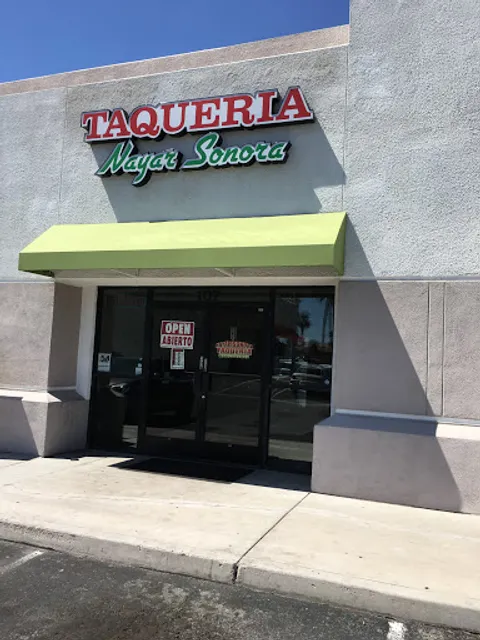 TAQUERIA
Nayar Sonora
OPEN
ABIERTO
TAQUERIA